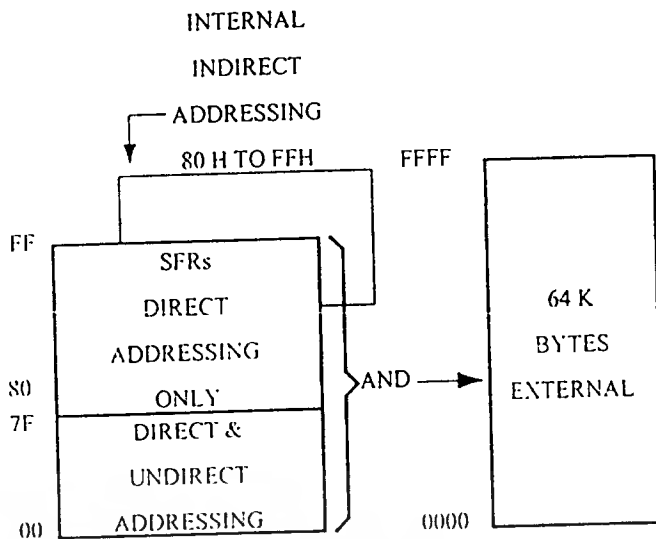 INTERNAL
INDIRECT
ADDRESSING
80 H TO FFH
FFFF
FF
SFRs
DIRECT
ADDRESSING
ONLY
80
7F
DIRECT &
UNDIRECT
ADDRESSING
00
AND
64 K
BYTES
EXTERNAL
0000